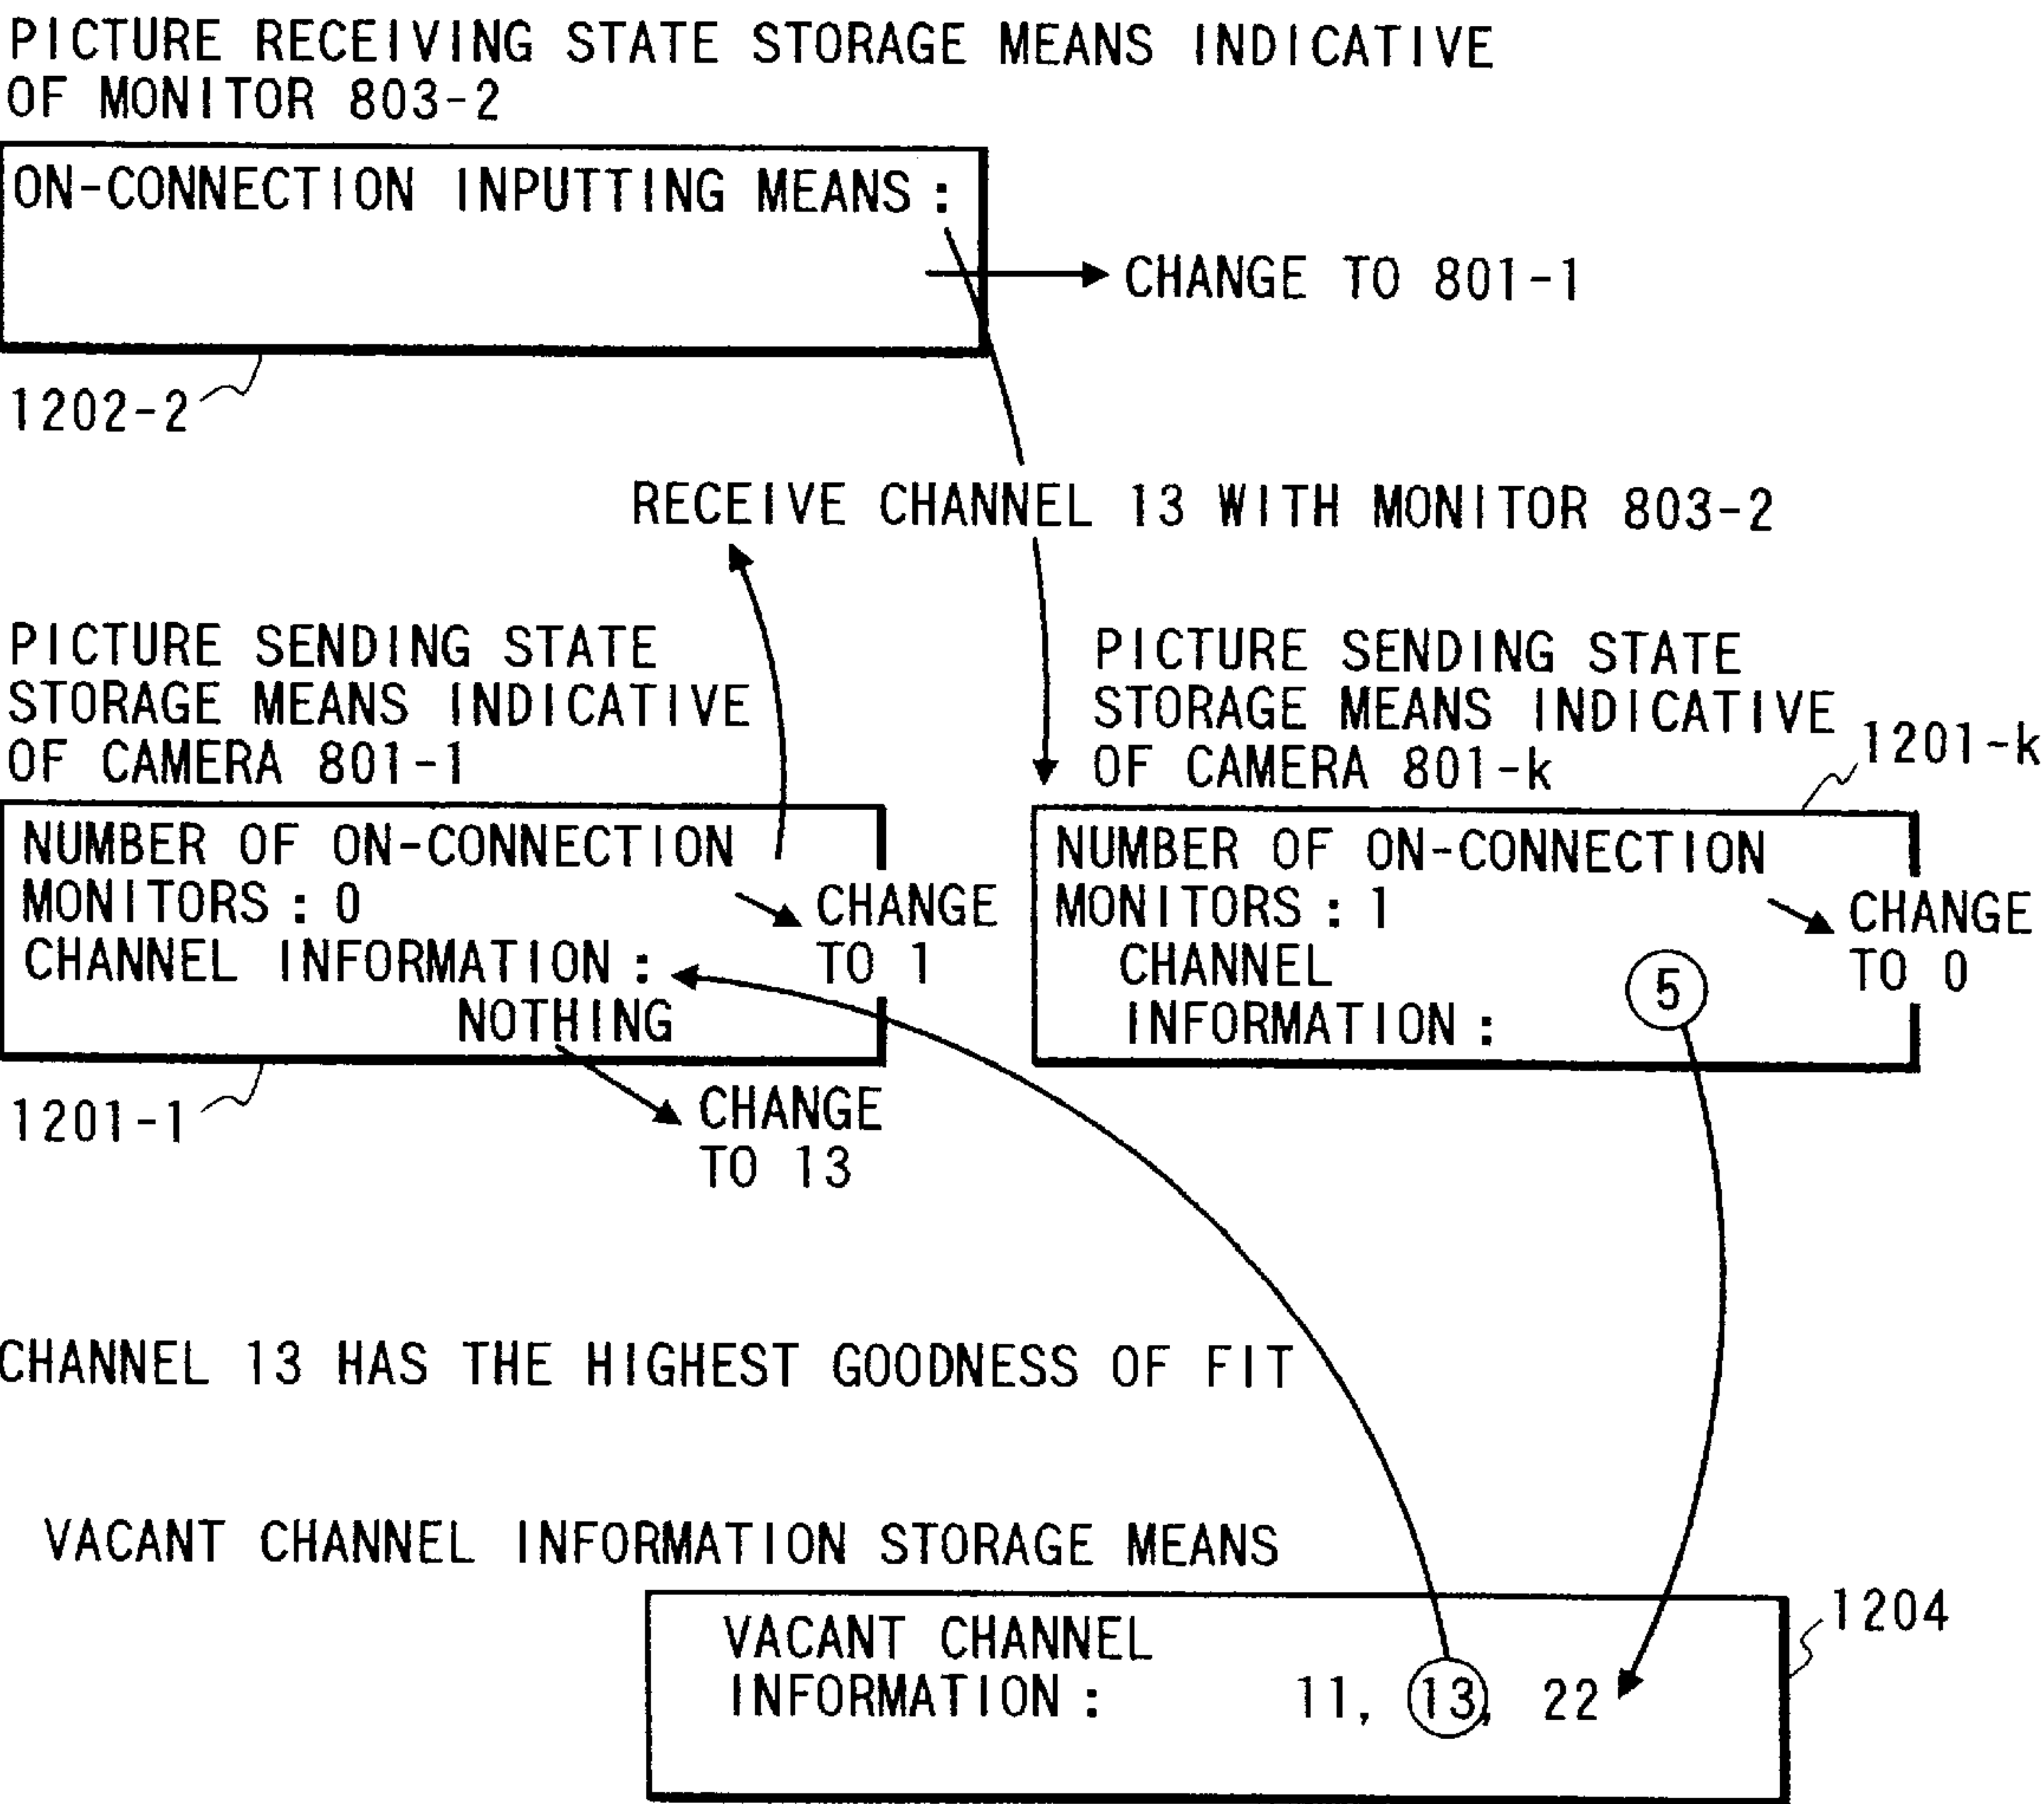 PICTURE RECEIVING STATE STORAGE MEANS INDICATIVE
OF MONITOR 803-2
ON-CONNECTION INPUTTING MEANS :
CHANGE TO 801-1
1202-2
RECEIVE CHANNEL 13 WITH MONITOR 803-2
PICTURE SENDING STATE
STORAGE MEANS INDICATIVE
OF CAMERA 801-1
NUMBER OF ON-CONNECTION
MONITORS : 0
CHANNEL INFORMATION :
NOTHING
CHANGE
TO 1
1201-1
CHANGE
TO 13
PICTURE SENDING STATE
STORAGE MEANS INDICATIVE
OF CAMERA 801-k
1201-k
NUMBER OF ON-CONNECTION
MONITORS : 1
CHANNEL
INFORMATION : 5
CHANGE
TO 0
CHANNEL 13 HAS THE HIGHEST GOODNESS OF FIT
VACANT CHANNEL INFORMATION STORAGE MEANS
1204
VACANT CHANNEL
INFORMATION : 11, 13, 22